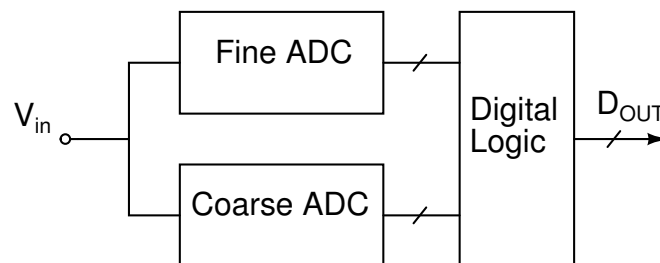 Fine ADC
V_in
Digital
Logic
D_OUT
Coarse ADC